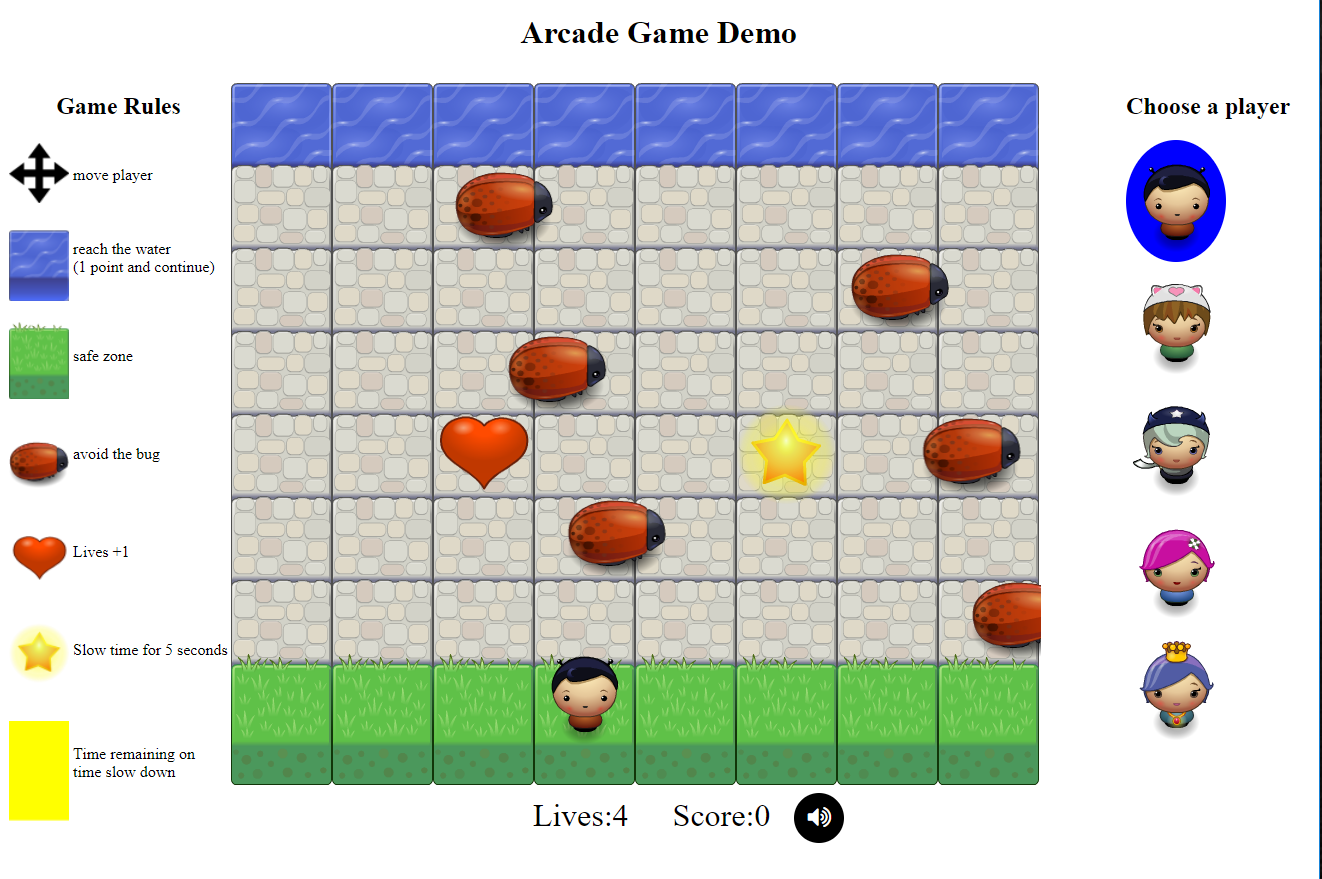 Arcade Game Demo
Game Rules
move player
reach the water
(1 point and continue)
safe zone
avoid the bug
Lives +1
Slow time for 5 seconds
Time remaining on
time slow down
Choose a player
Lives:4 Score:0